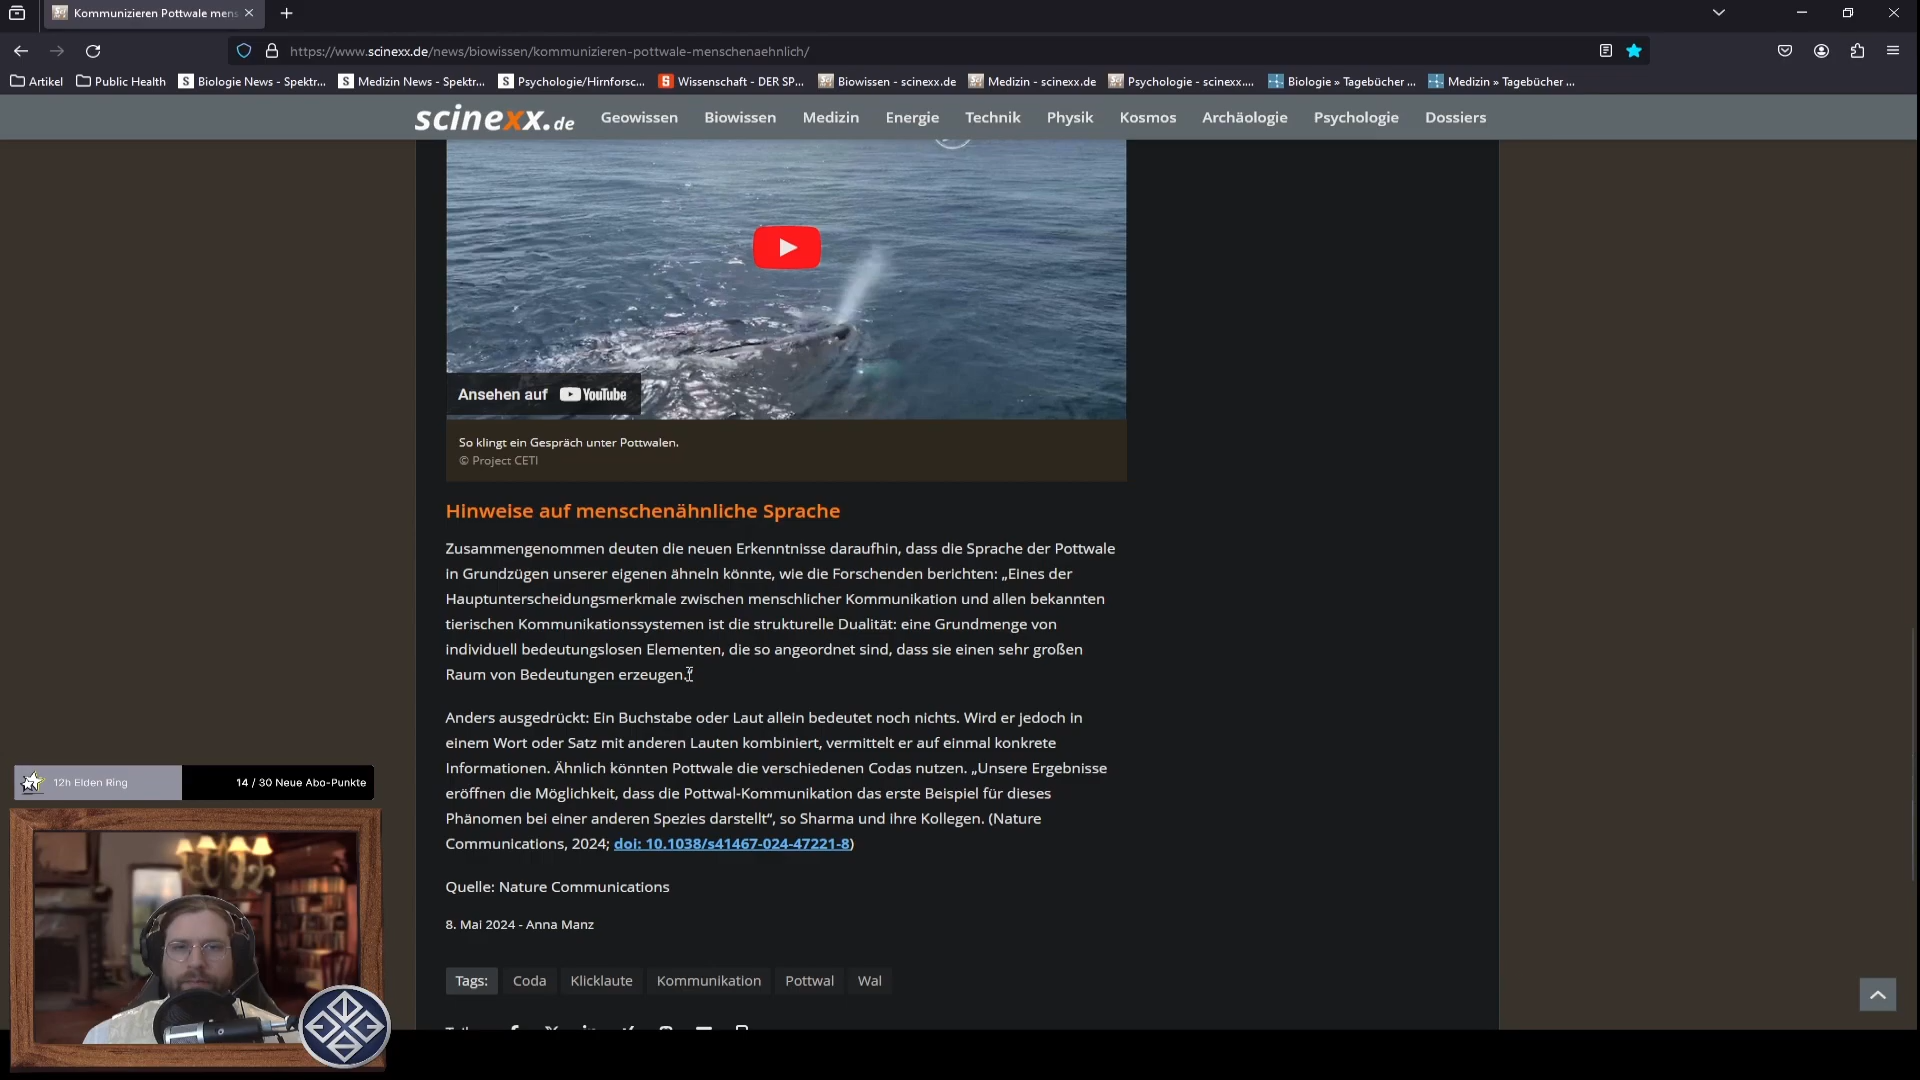 Kommunizieren Pottwale mens
https://www.scinexx.de/news/biowissen/kommunizieren-pottwale-menschenaehnlich/
Artikel
Public Health
Biologie News - Spektr...
Medizin News - Spektr...
Psychologie/Hirnforsc...
Wissenschaft - DER SP...
Biowissen - scinexx.de
Medizin - scinexx.de
Psychologie - scinexx....
Biologie » Tagebücher ...
Medizin » Tagebücher ...
scinexx.de
Geowissen
Biowissen
Medizin
Energie
Technik
Physik
Kosmos
Archäologie
Psychologie
Dossiers
Ansehen auf YouTube
So klingt ein Gespräch unter Pottwalen.
© Project CETI
Hinweise auf menschenähnliche Sprache
Zusammengenommen deuten die neuen Erkenntnisse daraufhin, dass die Sprache der Pottwale
in Grundzügen unserer eigenen ähneln könnte, wie die Forschenden berichten: „Eines der
Hauptunterscheidungsmerkmale zwischen menschlicher Kommunikation und allen bekannten
tierischen Kommunikationssystemen ist die strukturelle Dualität: eine Grundmenge von
individuell bedeutungslosen Elementen, die so angeordnet sind, dass sie einen sehr großen
Raum von Bedeutungen erzeugen.“
Anders ausgedrückt: Ein Buchstabe oder Laut allein bedeutet noch nichts. Wird er jedoch in
einem Wort oder Satz mit anderen Lauten kombiniert, vermittelt er auf einmal konkrete
Informationen. Ähnlich könnten Pottwale die verschiedenen Codas nutzen. „Unsere Ergebnisse
eröffnen die Möglichkeit, dass die Pottwal-Kommunikation das erste Beispiel für dieses
Phänomen bei einer anderen Spezies darstellt“, so Sharma und ihre Kollegen. (Nature
Communications, 2024; doi: 10.1038/s41467-024-47221-8)
Quelle: Nature Communications
8. Mai 2024 - Anna Manz
Tags:
Coda
Klicklaute
Kommunikation
Pottwal
Wal
12h Elden Ring
14 / 30 Neue Abo-Punkte